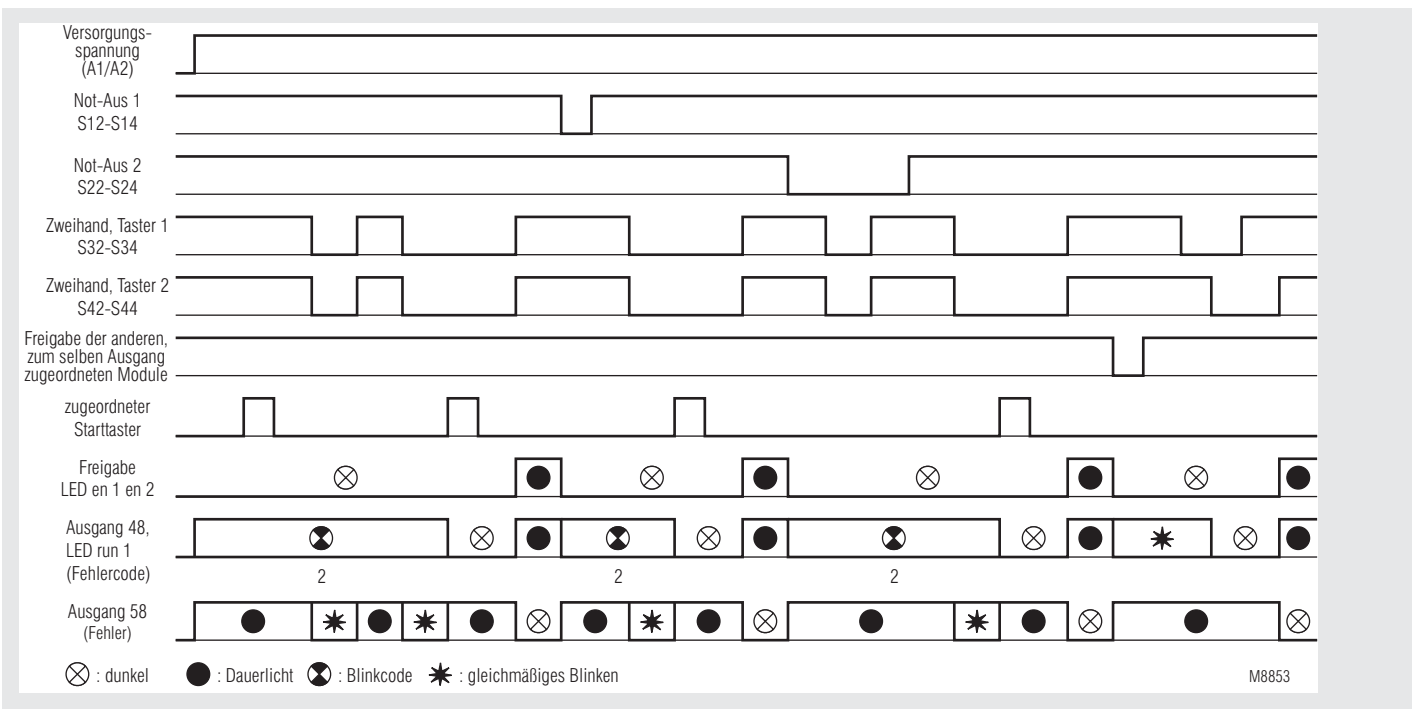 Versorgungs-
spannung
(A1/A2)
Not-Aus 1
S12-S14
Not-Aus 2
S22-S24
Zweihand, Taster 1
S32-S34
Zweihand, Taster 2
S42-S44
Freigabe der anderen,
zum selben Ausgang
zugeordneten Module
zugeordneter
Starttaster
Freigabe
LED en 1 en 2
Ausgang 48,
LED run 1
(Fehlercode)
2 2 2
Ausgang 58
(Fehler)
: dunkel : Dauerlicht : Blinkcode : gleichmäßiges Blinken
M8853